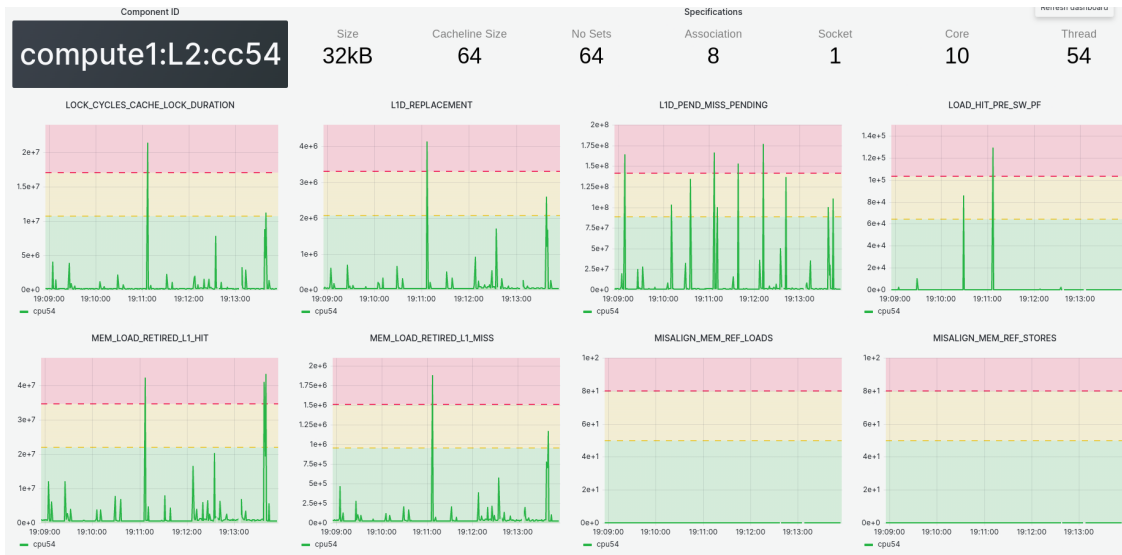 Component ID
Specifications
Refresh dashboard
compute1:L2:cc54
Size
Cacheline Size
No Sets
Association
Socket
Core
Thread
32kB
64
64
8
1
10
54
LOCK_CYCLES_CACHE_LOCK_DURATION
2e+7
1.5e+7
1e+7
5e+6
0e+0
19:09:00 19:10:00 19:11:00 19:12:00 19:13:00
cpu54
L1D_REPLACEMENT
4e+6
3e+6
2e+6
1e+6
0e+0
19:09:00 19:10:00 19:11:00 19:12:00 19:13:00
cpu54
L1D_PEND_MISS_PENDING
2e+8
1.75e+8
1.5e+8
1.25e+8
1e+8
7.5e+7
5e+7
2.5e+7
0e+0
19:09:00 19:10:00 19:11:00 19:12:00 19:13:00
cpu54
LOAD_HIT_PRE_SW_PF
1.4e+5
1.2e+5
1e+5
8e+4
6e+4
4e+4
2e+4
0e+0
19:09:00 19:10:00 19:11:00 19:12:00 19:13:00
cpu54
MEM_LOAD_RETIRED_L1_HIT
4e+7
3e+7
2e+7
1e+7
0e+0
19:09:00 19:10:00 19:11:00 19:12:00 19:13:00
cpu54
MEM_LOAD_RETIRED_L1_MISS
2e+6
1.75e+6
1.5e+6
1.25e+6
1e+6
7.5e+5
5e+5
2.5e+5
0e+0
19:09:00 19:10:00 19:11:00 19:12:00 19:13:00
cpu54
MISALIGN_MEM_REF_LOADS
1e+2
8e+1
6e+1
4e+1
2e+1
0e+0
19:09:00 19:10:00 19:11:00 19:12:00 19:13:00
cpu54
MISALIGN_MEM_REF_STORES
1e+2
8e+1
6e+1
4e+1
2e+1
0e+0
19:09:00 19:10:00 19:11:00 19:12:00 19:13:00
cpu54